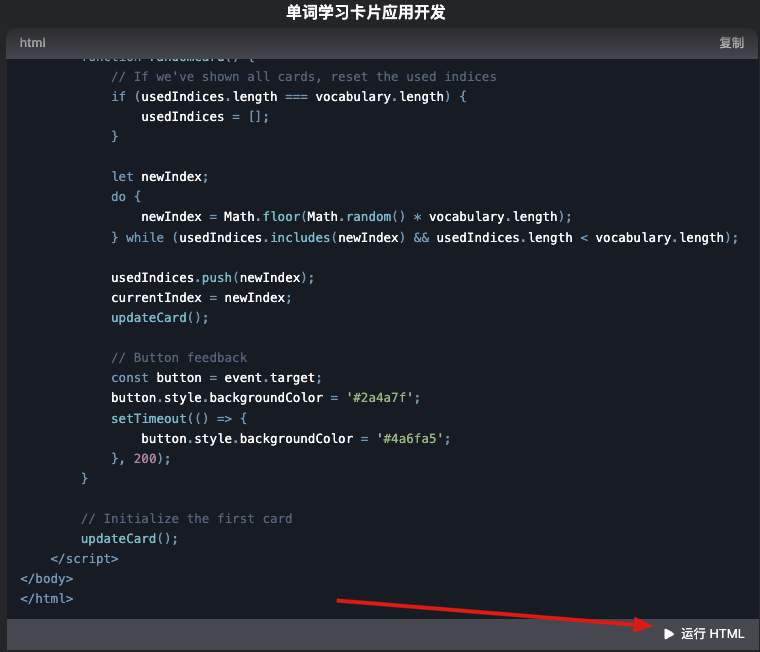 单词学习卡片应用开发
html 复制
function randomCard() {
// If we've shown all cards, reset the used indices
if (usedIndices.length === vocabulary.length) {
usedIndices = [];
}
let newIndex;
do {
newIndex = Math.floor(Math.random() * vocabulary.length);
} while (usedIndices.includes(newIndex) && usedIndices.length < vocabulary.length);
usedIndices.push(newIndex);
currentIndex = newIndex;
updateCard();
// Button feedback
const button = event.target;
button.style.backgroundColor = '#2a4a7f';
setTimeout(() => {
button.style.backgroundColor = '#4a6fa5';
}, 200);
}
// Initialize the first card
updateCard();
</script>
</body>
</html>
运行 HTML